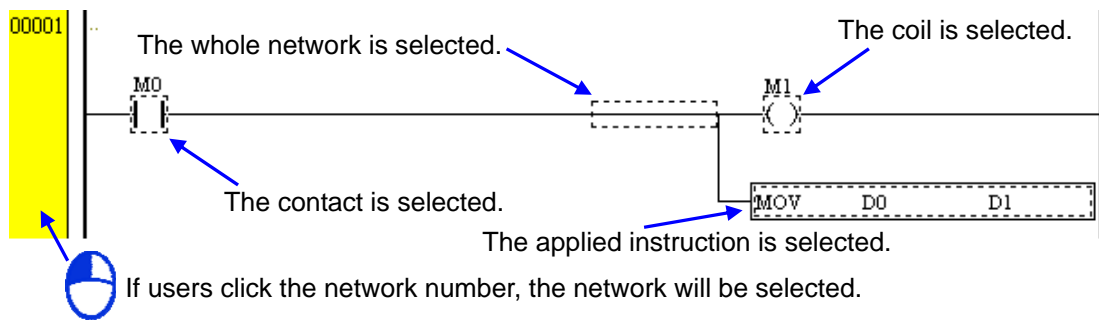 00001
The whole network is selected.
The coil is selected.
M0
M1
The contact is selected.
MOV D0 D1
The applied instruction is selected.
If users click the network number, the network will be selected.